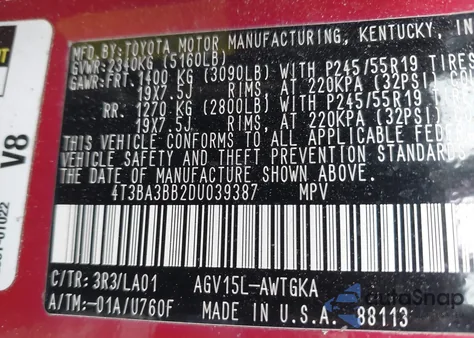 MFD.BY:TOYOTA MOTOR MANUFACTURING, KENTUCKY, IN
GVWR:2340KG (5160LB)
GAWR:FRT. 1400 KG (3090LB) WITH P245/55R19 TIRES
19X7.5J RIMS, AT 220KPA (32PSI)
RR. 1270 KG (2800LB) WITH P245/55R19
19X7.5J RIMS, AT 220KPA (32PSI)
THIS VEHICLE CONFORMS TO ALL APPLICABLE FEDER
VEHICLE SAFETY AND THEFT PREVENTION STANDARDS
THE DATE OF MANUFACTURE SHOWN ABOVE.
4T3BA3BB2DU039387 MPV
C/TR: 3R3/LA01 AGV15L-AWTGKA
A/TM:-01A/U760F MADE IN U.S.A. 88113
V8
autoSnap